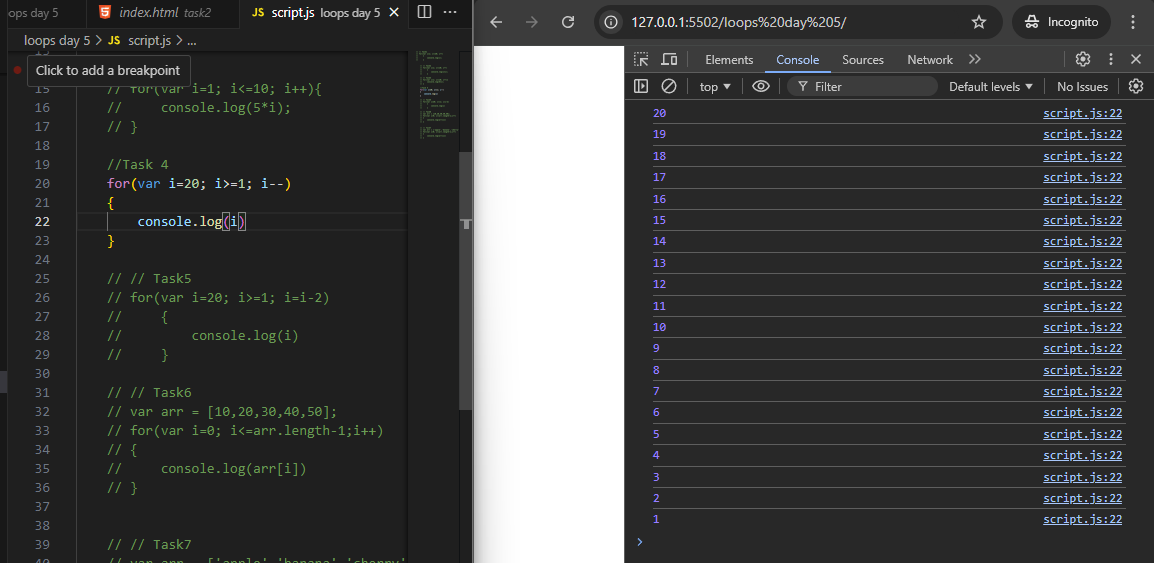 ops day 5
index.html task2
JS script.js loops day 5
loops day 5 > JS script.js > ...
Click to add a breakpoint
15 // for(var i=1; i<=10; i++){
16 //     console.log(5*i);
17 // }
18
19 //Task 4
20 for(var i=20; i>=1; i--)
21 {
22     console.log(i)
23 }
24
25 // // Task5
26 // for(var i=20; i>=1; i=i-2)
27 //     {
28 //         console.log(i)
29 //     }
30
31 // // Task6
32 // var arr = [10,20,30,40,50];
33 // for(var i=0; i<=arr.length-1;i++)
34 // {
35 //     console.log(arr[i])
36 // }
37
38
39 // // Task7
127.0.0.1:5502/loops%20day%205/
Incognito
Elements Console Sources Network
top Filter Default levels No Issues
20 script.js:22
19 script.js:22
18 script.js:22
17 script.js:22
16 script.js:22
15 script.js:22
14 script.js:22
13 script.js:22
12 script.js:22
11 script.js:22
10 script.js:22
9 script.js:22
8 script.js:22
7 script.js:22
6 script.js:22
5 script.js:22
4 script.js:22
3 script.js:22
2 script.js:22
1 script.js:22